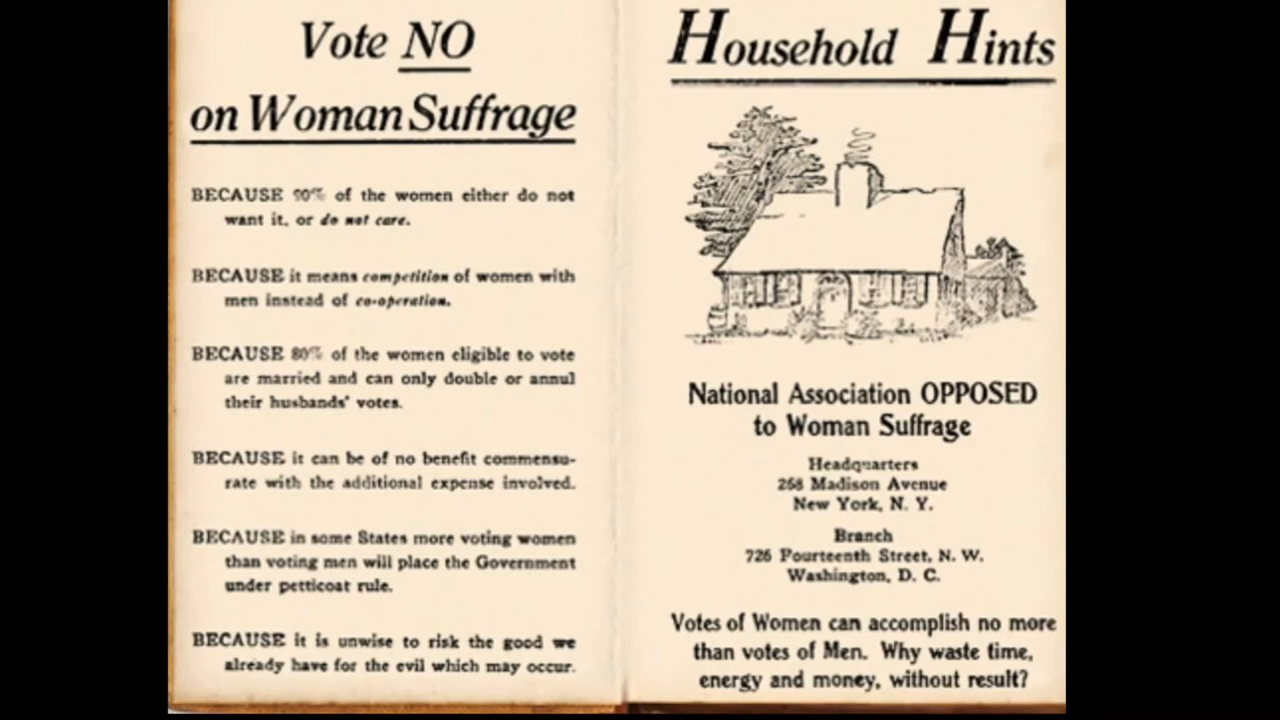 Vote NO
on Woman Suffrage
BECAUSE 90% of the women either do not
want it, or do not care.
BECAUSE it means competition of women with
men instead of co-operation.
BECAUSE 80% of the women eligible to vote
are married and can only double or annul
their husbands' votes.
BECAUSE it can be of no benefit commensu-
rate with the additional expense involved.
BECAUSE in some States more voting women
than voting men will place the Government
under petticoat rule.
BECAUSE it is unwise to risk the good we
already have for the evil which may occur.
Household Hints
National Association OPPOSED
to Woman Suffrage
Headquarters
268 Madison Avenue
New York, N. Y.
Branch
726 Fourteenth Street, N. W.
Washington, D. C.
Votes of Women can accomplish no more
than votes of Men. Why waste time,
energy and money, without result?